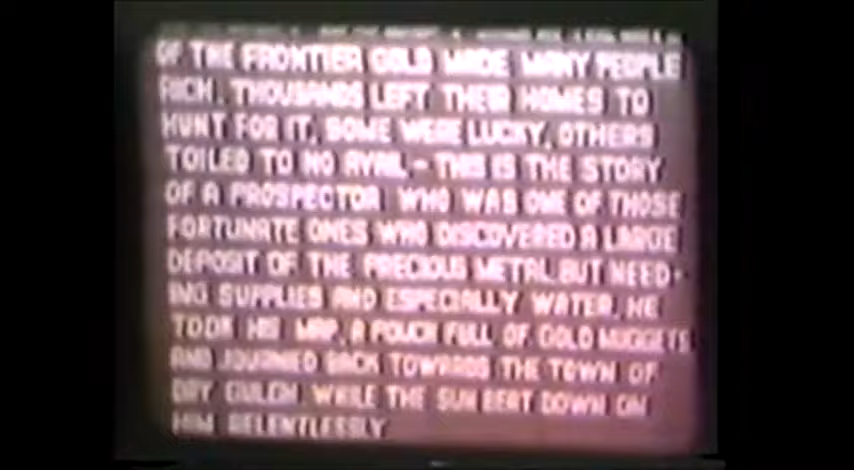 OF THE FRONTIER GOLD MADE MANY PEOPLE
RICH. THOUSANDS LEFT THEIR HOMES TO
HUNT FOR IT, SOME WERE LUCKY, OTHERS
TOILED TO NO AVAIL - THIS IS THE STORY
OF A PROSPECTOR WHO WAS ONE OF THOSE
FORTUNATE ONES WHO DISCOVERED A LARGE
DEPOSIT OF THE PRECIOUS METAL BUT NEED-
ING SUPPLIES AND ESPECIALLY WATER, HE
TOOK HIS MAP, A POUCH FULL OF GOLD NUGGETS
AND JOURNIED BACK TOWARDS THE TOWN OF
DRY GULCH WHILE THE SUN BEAT DOWN ON
HIM RELENTLESSLY